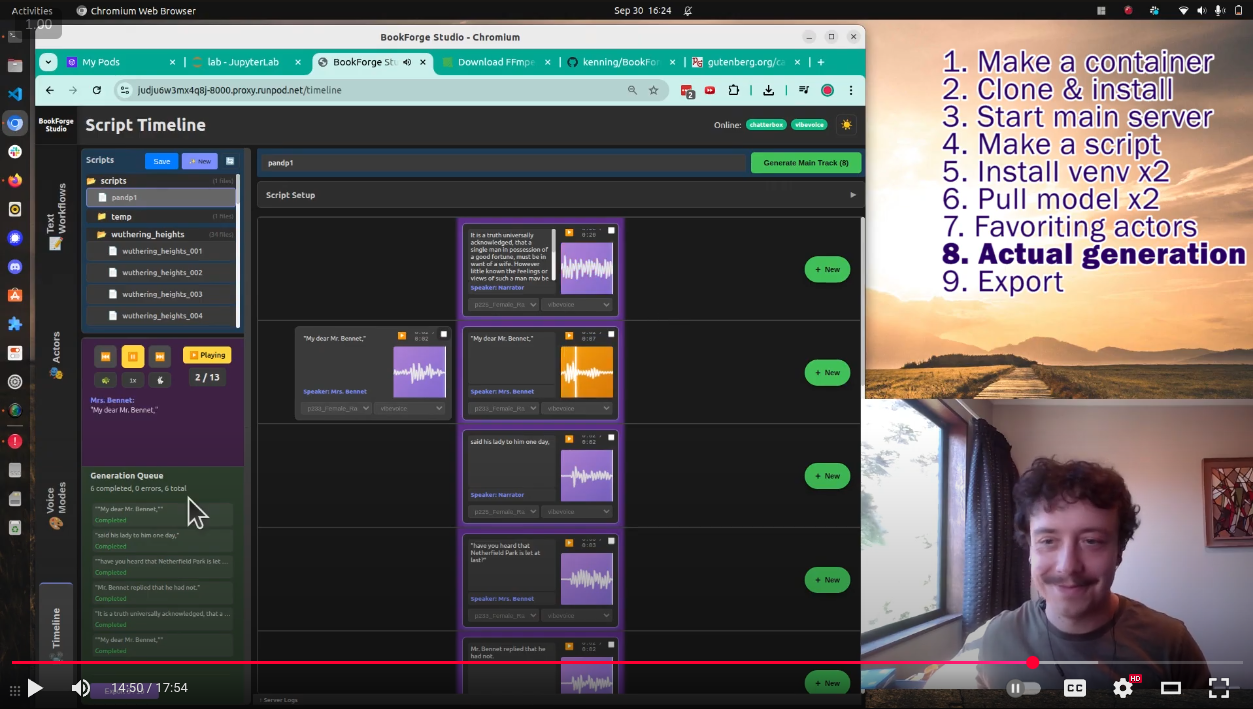 Activities
Chromium Web Browser
Sep 30 16:24
1.00
BookForge Studio - Chromium
My Pods
lab - JupyterLab
BookForge Stu
Download FFmpe
kenning/BookFor
gutenberg.org/ca
judju6w3mx4q8j-8000.proxy.runpod.net/timeline
2
BookForge
Studio
Script Timeline
Online:
chatterbox
vibevoice
Text
Workflows
Actors
Voice
Modes
Timeline
Scripts
Save
New
scripts
(1 files)
pandp1
temp
(1 files)
wuthering_heights
(34 files)
wuthering_heights_001
wuthering_heights_002
wuthering_heights_003
wuthering_heights_004
Playing
1x
2 / 13
Mrs. Bennet:
"My dear Mr. Bennet,"
Generation Queue
6 completed, 0 errors, 6 total
""My dear Mr. Bennet,""
Completed
"said his lady to him one day,"
Completed
""have you heard that Netherfield Park is let ...
Completed
"Mr. Bennet replied that he had not."
Completed
"It is a truth universally acknowledged, that a ...
Completed
""My dear Mr. Bennet,""
Completed
pandp1
Generate Main Track (8)
Script Setup
It is a truth universally
acknowledged, that a
single man in possession of
a good fortune, must be in
want of a wife. However
little known the feelings or
views of such a man may be
Speaker: Narrator
0:20
p225_Female_Ra
vibevoice
+ New
"My dear Mr. Bennet,"
0:02
Speaker: Mrs. Bennet
vibevoice
"My dear Mr. Bennet,"
0:07
Speaker: Mrs. Bennet
vibevoice
+ New
said his lady to him one day,
0:02
Speaker: Narrator
vibevoice
+ New
"have you heard that
Netherfield Park is let at
last?"
0:03
Speaker: Mrs. Bennet
vibevoice
+ New
Mr. Bennet replied that he
had not.
0:02
+ New
Server Logs
1. Make a container
2. Clone & install
3. Start main server
4. Make a script
5. Install venv x2
6. Pull model x2
7. Favoriting actors
8. Actual generation
9. Export
14:50 / 17:54
CC
HD